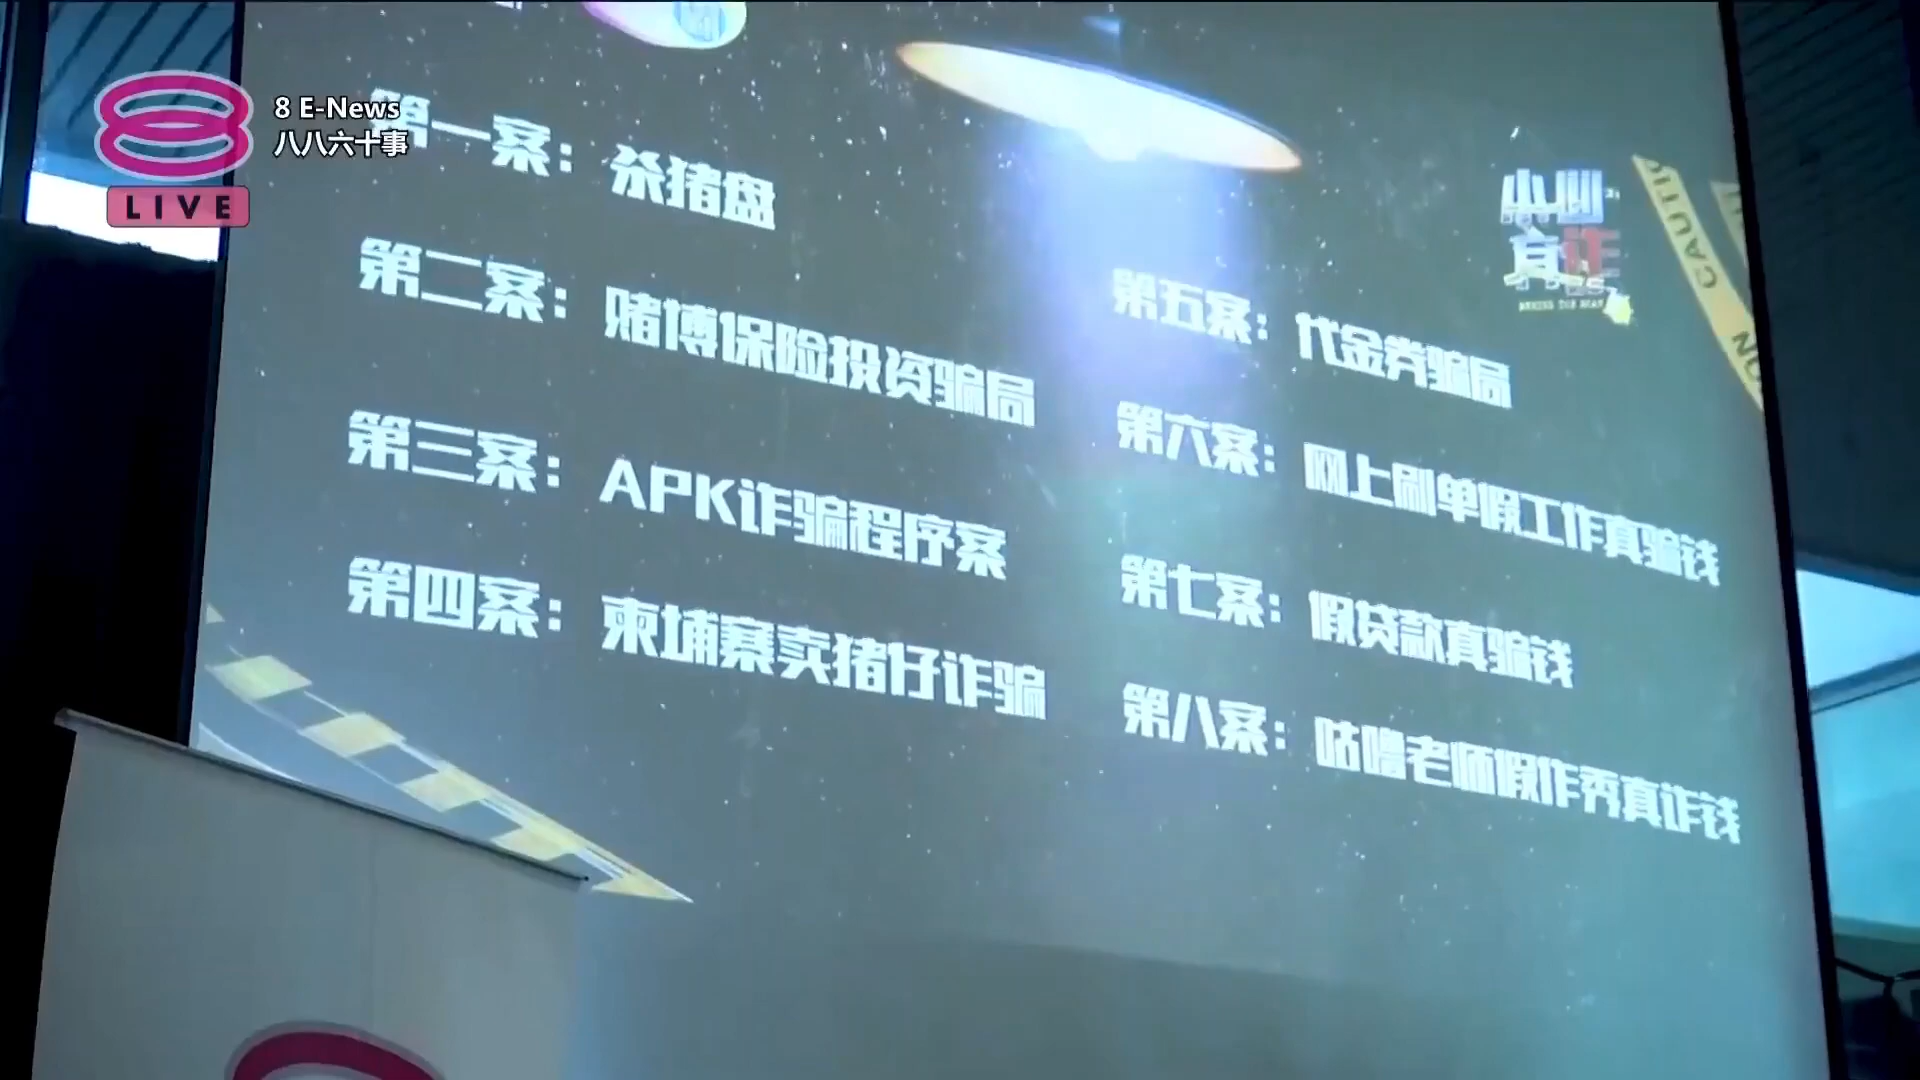 8 E-News
八八六十事
LIVE
第一案：杀猪盘
第二案：赌博保险投资骗局
第三案：APK诈骗程序案
第四案：柬埔寨卖猪仔诈骗
第五案：代金券骗局
第六案：网上刷单假工作真骗钱
第七案：假贷款真骗钱
第八案：咕噜老师假作秀真诈钱
小心
有诈
CAUTION